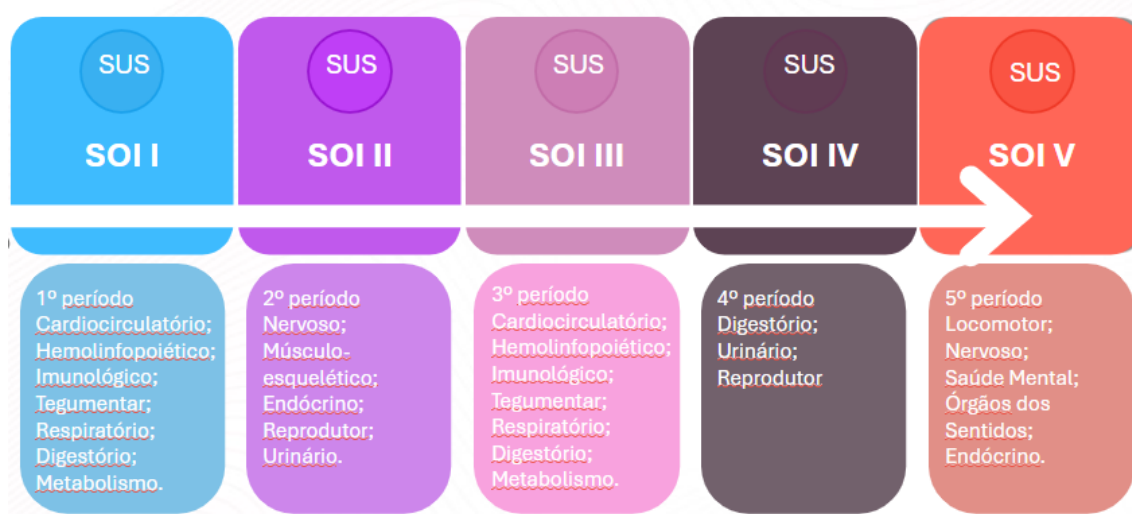 SUS
SOI I
SUS
SOI II
SUS
SOI III
SUS
SOI IV
SUS
SOI V
1º período
Cardiocirculatório;
Hemolinfopoiético;
Imunológico;
Tegumentar;
Respiratório;
Digestório;
Metabolismo.
2º período
Nervoso;
Músculo-
esquelético;
Endócrino;
Reprodutor;
Urinário.
3º período
Cardiocirculatório;
Hemolinfopoiético;
Imunológico;
Tegumentar;
Respiratório;
Digestório;
Metabolismo.
4º período
Digestório;
Urinário;
Reprodutor
5º período
Locomotor;
Nervoso;
Saúde Mental;
Órgãos dos
Sentidos;
Endócrino.